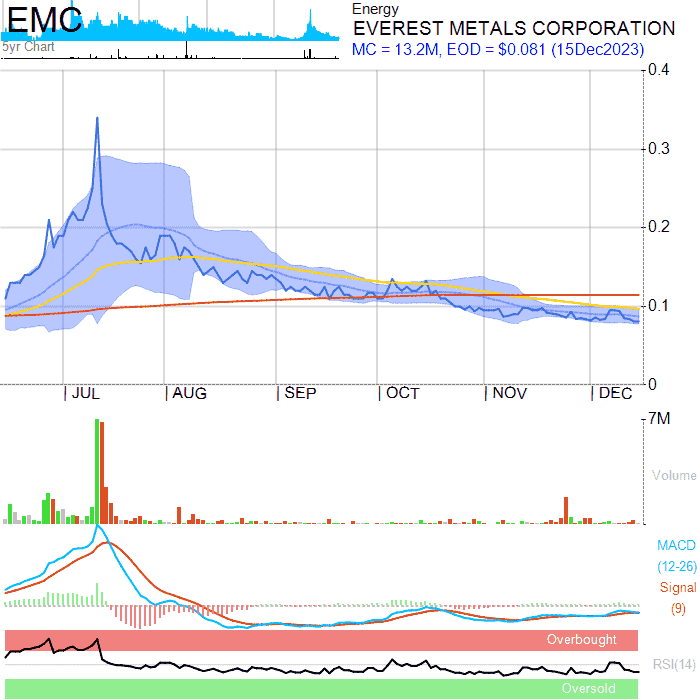 EMC
5yr Chart
Energy
EVEREST METALS CORPORATION
MC = 13.2M, EOD = $0.081 (15Dec2023)
0.4
0.3
0.2
0.1
0
JUL AUG SEP OCT NOV DEC
7M
Volume
MACD
(12-26)
Signal
(9)
Overbought
RSI(14)
Oversold